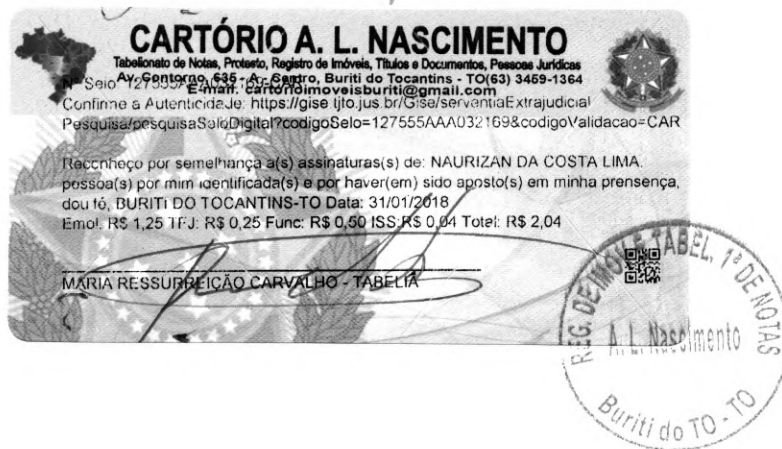 CARTÓRIO A. L. NASCIMENTO
Tabelionato de Notas, Protesto, Registro de Imóveis, Títulos e Documentos, Pessoas Jurídicas
Av. Contorno, 635 - A, Centro, Buriti do Tocantins - TO(63) 3459-1364
E-mail: cartorioimoveisburiti@gmail.com
Nº Selo
Confirme a Autenticidade: https://gise.tjto.jus.br/Gise/serventiaExtrajudicial
Pesquisa/pesquisaSeloDigital?codigoSelo=127555AAA032169&codigoValidacao=CAR
Reconheço por semelhança a(s) assinaturas(s) de: NAURIZAN DA COSTA LIMA.
pessoa(s) por mim identificada(s) e por haver(em) sido aposto(s) em minha prensença,
dou fé, BURITI DO TOCANTINS-TO Data: 31/01/2018
Emol. R$ 1,25 TFJ: R$ 0,25 Func: R$ 0,50 ISS:R$ 0,04 Total: R$ 2,04
MARIA RESSURREIÇÃO CARVALHO - TABELIÃ
REG. DE IMÓV. E TABEL. 1º DE NOTAS
A. L. Nascimento
Buriti do TO - TO